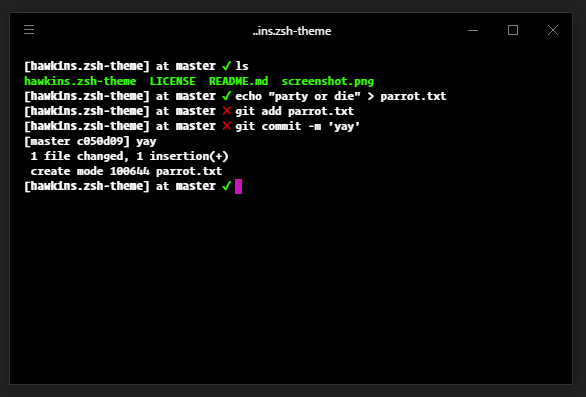 ..ins.zsh-theme
[hawkins.zsh-theme] at master ✓ ls
hawkins.zsh-theme  LICENSE  README.md  screenshot.png
[hawkins.zsh-theme] at master ✓ echo "party or die" > parrot.txt
[hawkins.zsh-theme] at master ✗ git add parrot.txt
[hawkins.zsh-theme] at master ✗ git commit -m 'yay'
[master c050d09] yay
 1 file changed, 1 insertion(+)
 create mode 100644 parrot.txt
[hawkins.zsh-theme] at master ✓